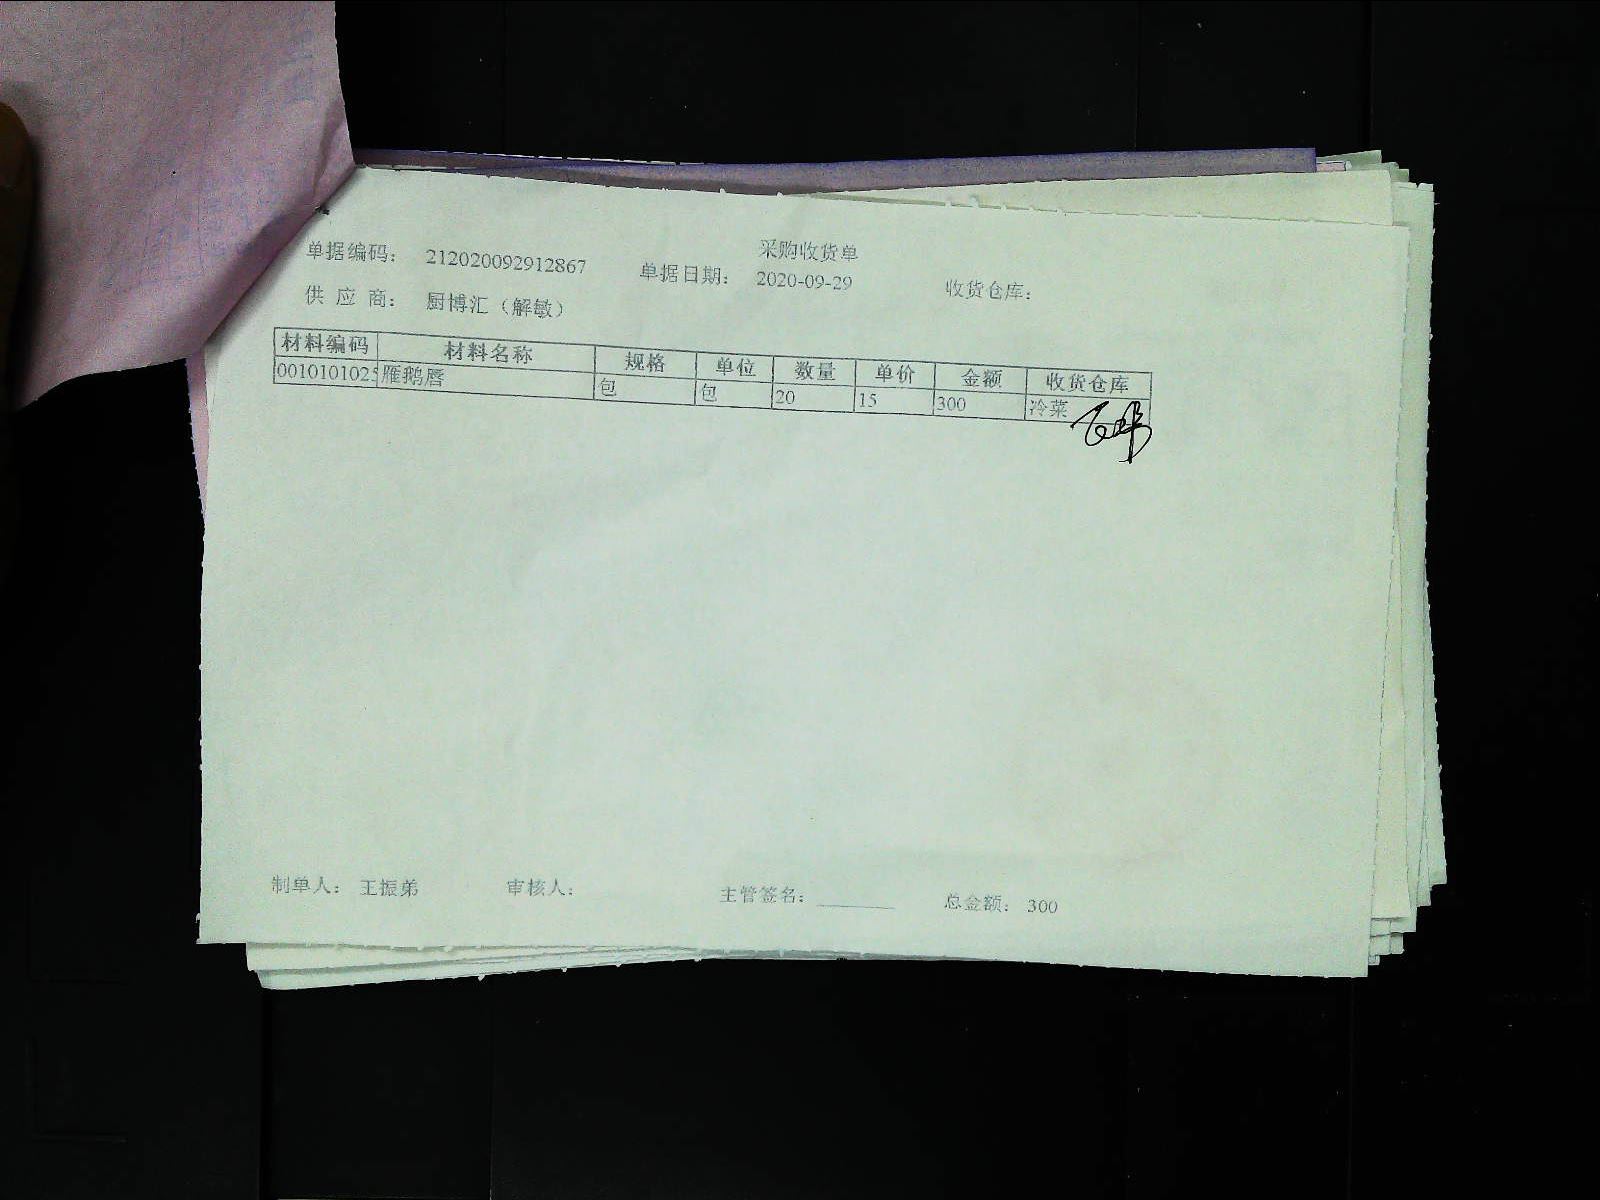 采购收货单
单据编码： 212020092912867 单据日期： 2020-09-29 收货仓库：
供 应 商： 厨博汇（解敏）
材料编码 材料名称 规格 单位 数量 单价 金额 收货仓库
0010101025 雁鹅唇 包 包 20 15 300 冷菜
制单人： 王振弟 审核人： 主管签名： ________ 总金额： 300